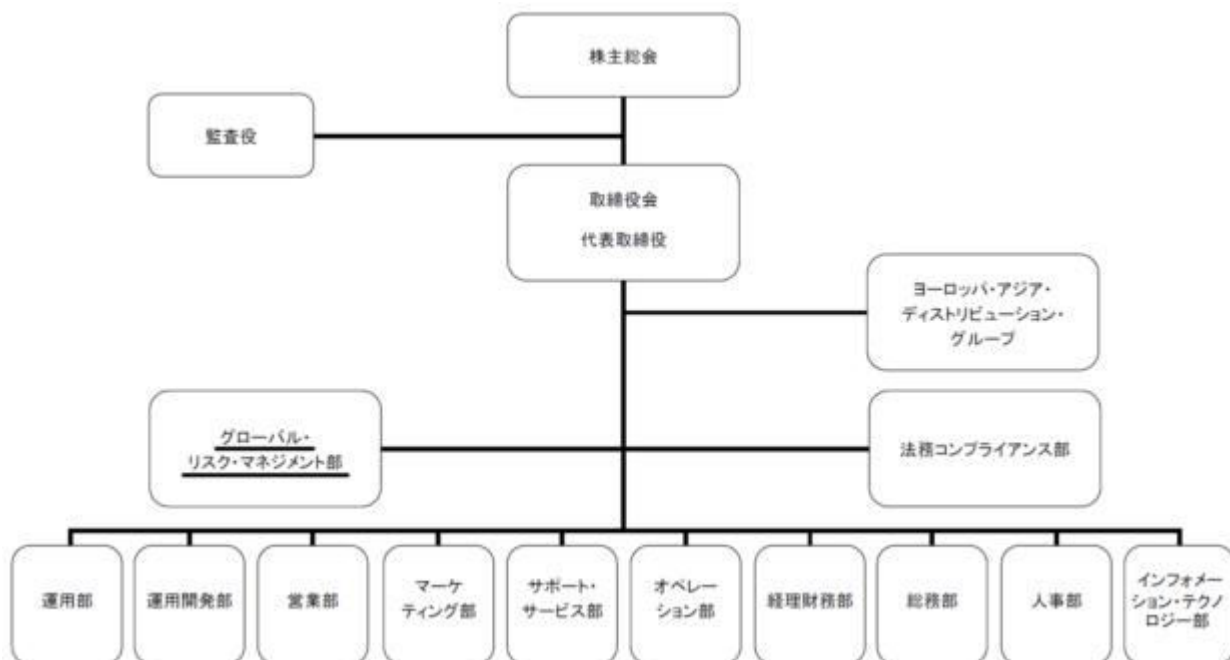 株主総会
監査役
取締役会
代表取締役
ヨーロッパ・アジア・
ディストリビューション・
グループ
グローバル・
リスク・マネジメント部
法務コンプライアンス部
運用部
運用開発部
営業部
マーケ
ティング部
サポート・
サービス部
オペレー
ション部
経理財務部
総務部
人事部
インフォメー
ション・テクノ
ロジー部